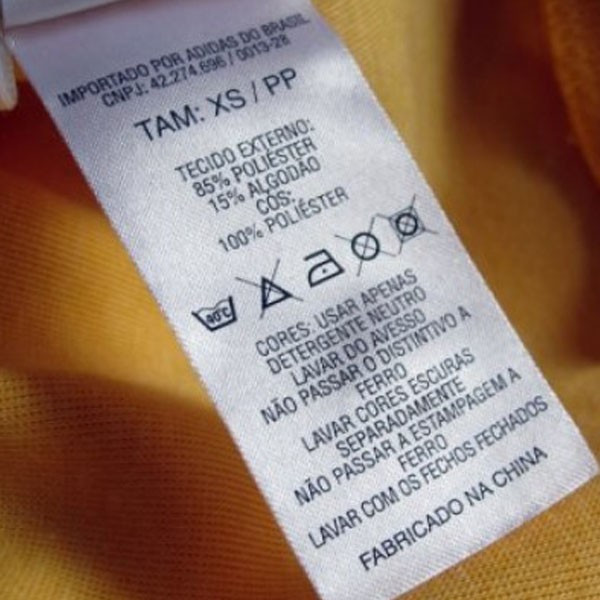 IMPORTADO POR ADIDAS DO BRASIL
CNPJ: 42.274.696 / 0013-28
TAM: XS / PP
TECIDO EXTERNO:
85% POLIÉSTER
15% ALGODÃO
CÓS:
100% POLIÉSTER
40°C
CORES: USAR APENAS
DETERGENTE NEUTRO
LAVAR DO AVESSO
NÃO PASSAR O DISTINTIVO A
FERRO
LAVAR CORES ESCURAS
SEPARADAMENTE
NÃO PASSAR A ESTAMPAGEM A
FERRO
LAVAR COM OS FECHOS FECHADOS
FABRICADO NA CHINA